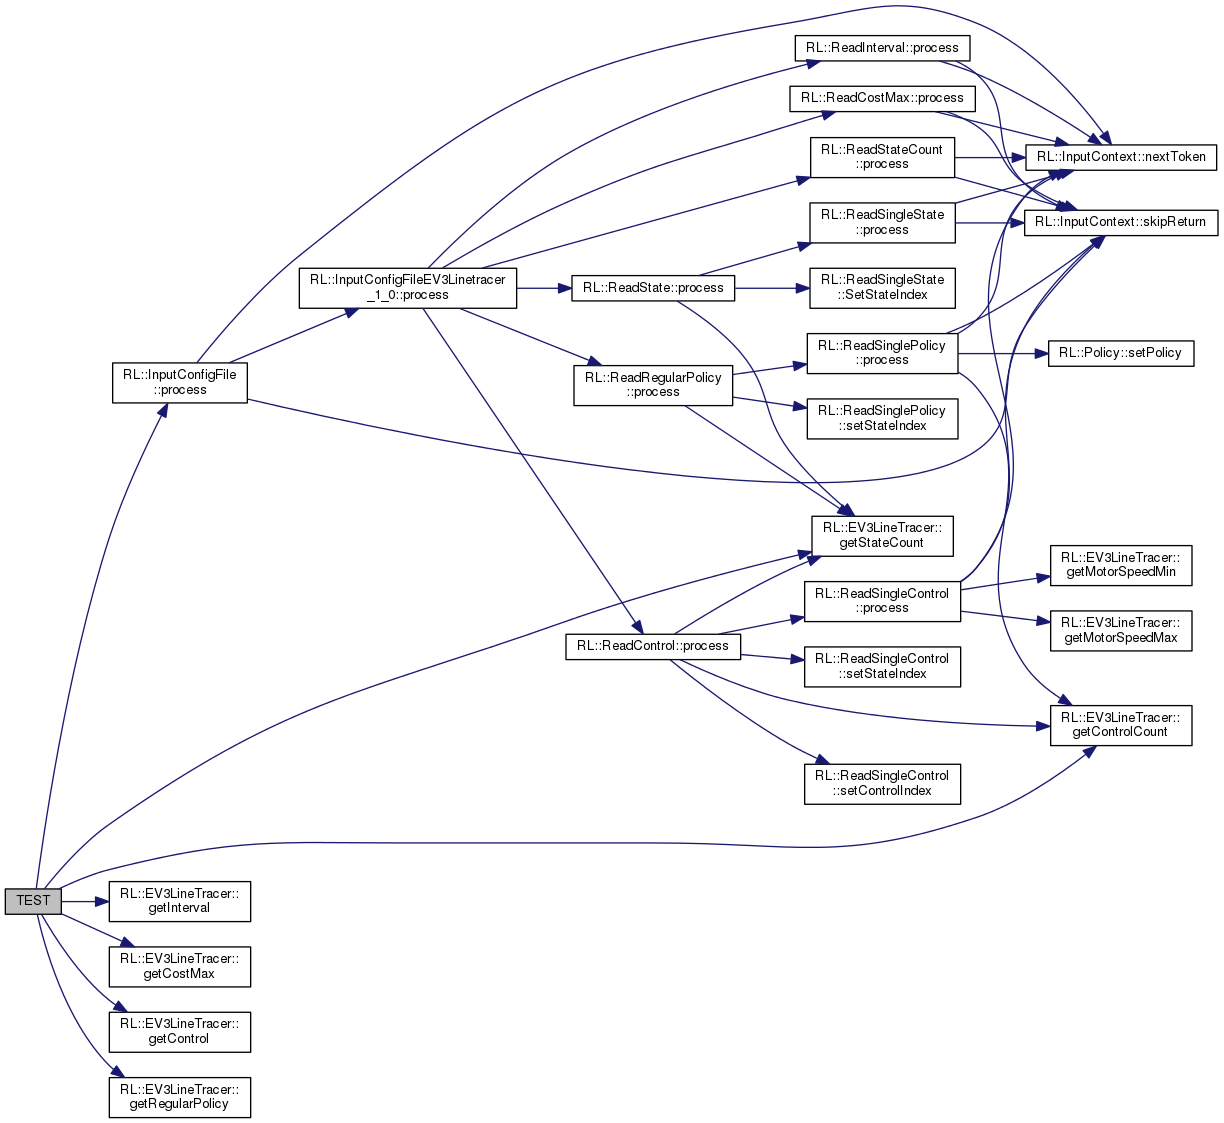 RL::ReadInterval::process
RL::ReadCostMax::process
RL::ReadStateCount
::process
RL::InputContext::nextToken
RL::ReadSingleState
::process
RL::InputContext::skipReturn
RL::InputConfigFileEV3Linetracer
_1_0::process
RL::ReadState::process
RL::ReadSingleState
::SetStateIndex
RL::ReadSinglePolicy
::process
RL::Policy::setPolicy
RL::InputConfigFile
::process
RL::ReadRegularPolicy
::process
RL::ReadSinglePolicy
::setStateIndex
RL::EV3LineTracer::
getStateCount
RL::EV3LineTracer::
getMotorSpeedMin
RL::ReadSingleControl
::process
RL::EV3LineTracer::
getMotorSpeedMax
RL::ReadControl::process
RL::ReadSingleControl
::setStateIndex
RL::EV3LineTracer::
getControlCount
RL::ReadSingleControl
::setControlIndex
TEST
RL::EV3LineTracer::
getInterval
RL::EV3LineTracer::
getCostMax
RL::EV3LineTracer::
getControl
RL::EV3LineTracer::
getRegularPolicy